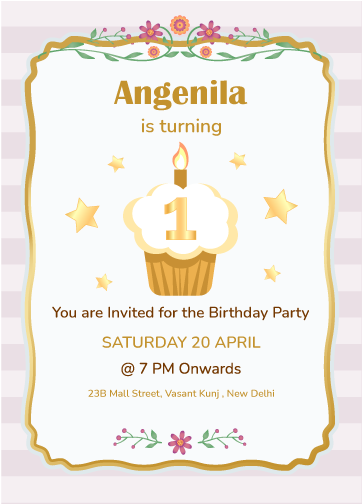 Angenila
is turning
1
You are Invited for the Birthday Party
SATURDAY 20 APRIL
@ 7 PM Onwards
23B Mall Street, Vasant Kunj , New Delhi